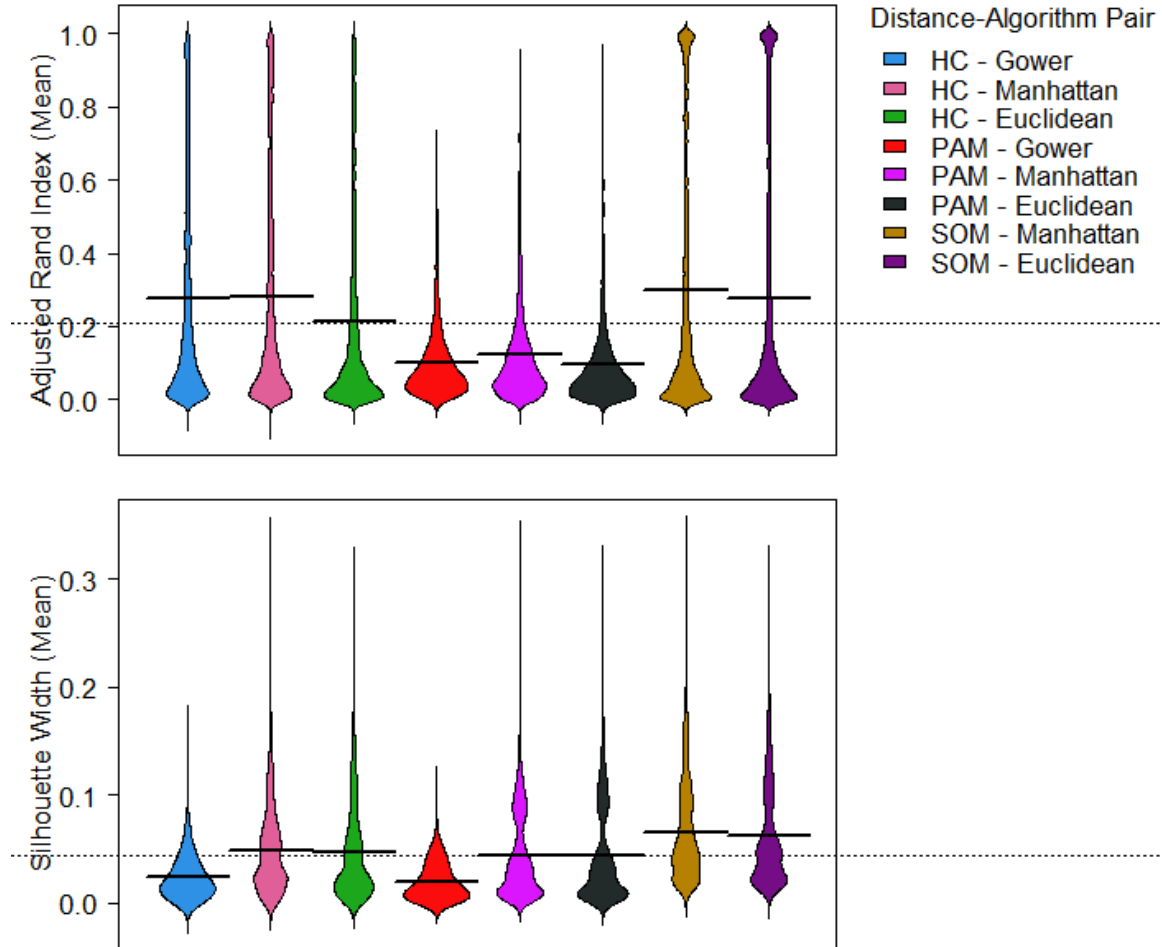 Distance-Algorithm Pair
HC - Gower
HC - Manhattan
HC - Euclidean
PAM - Gower
PAM - Manhattan
PAM - Euclidean
SOM - Manhattan
SOM - Euclidean
Adjusted Rand Index (Mean)
1.0
0.8
0.6
0.4
0.2
0.0
Silhouette Width (Mean)
0.3
0.2
0.1
0.0